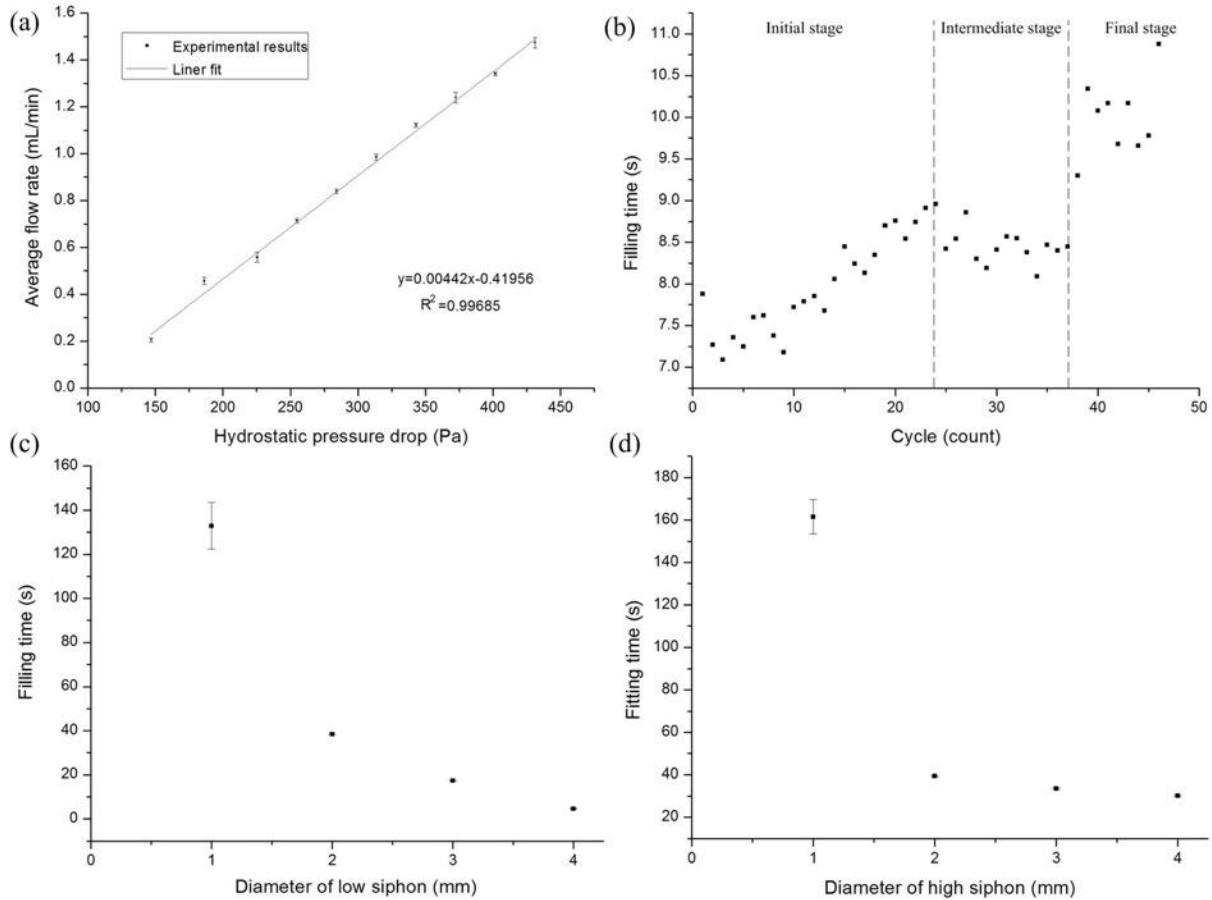 (a)
1.6
1.4
1.2
1.0
0.8
0.6
0.4
0.2
0.0
Average flow rate (mL/min)
Experimental results
Liner fit
y=0.00442x-0.41956
R2 =0.99685
100 150 200 250 300 350 400 450
Hydrostatic pressure drop (Pa)
(b)
Initial stage Intermediate stage Final stage
11.0
10.5
10.0
9.5
9.0
8.5
8.0
7.5
7.0
Filling time (s)
0 10 20 30 40 50
Cycle (count)
(c)
160
140
120
100
80
60
40
20
0
Filling time (s)
0 1 2 3 4
Diameter of low siphon (mm)
(d)
180
160
140
120
100
80
60
40
20
Fitting time (s)
0 1 2 3 4
Diameter of high siphon (mm)